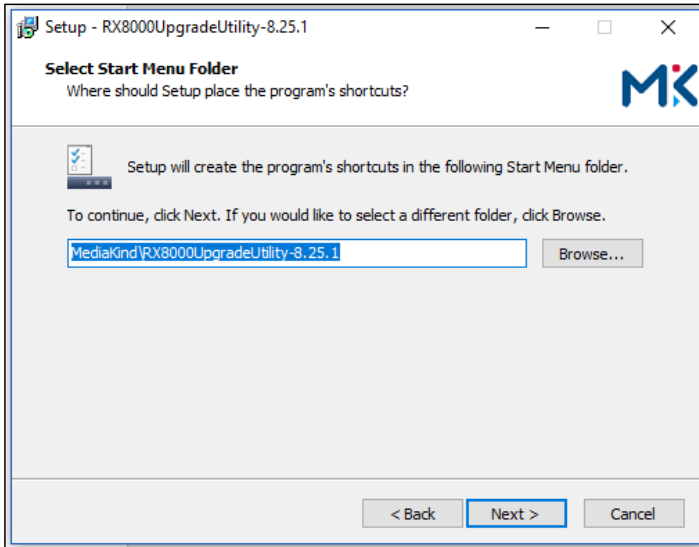 Setup - RX8000UpgradeUtility-8.25.1
Select Start Menu Folder
Where should Setup place the program's shortcuts?
MK
Setup will create the program's shortcuts in the following Start Menu folder.
To continue, click Next. If you would like to select a different folder, click Browse.
MediaKind\RX8000UpgradeUtility-8.25.1
Browse...
< Back
Next >
Cancel